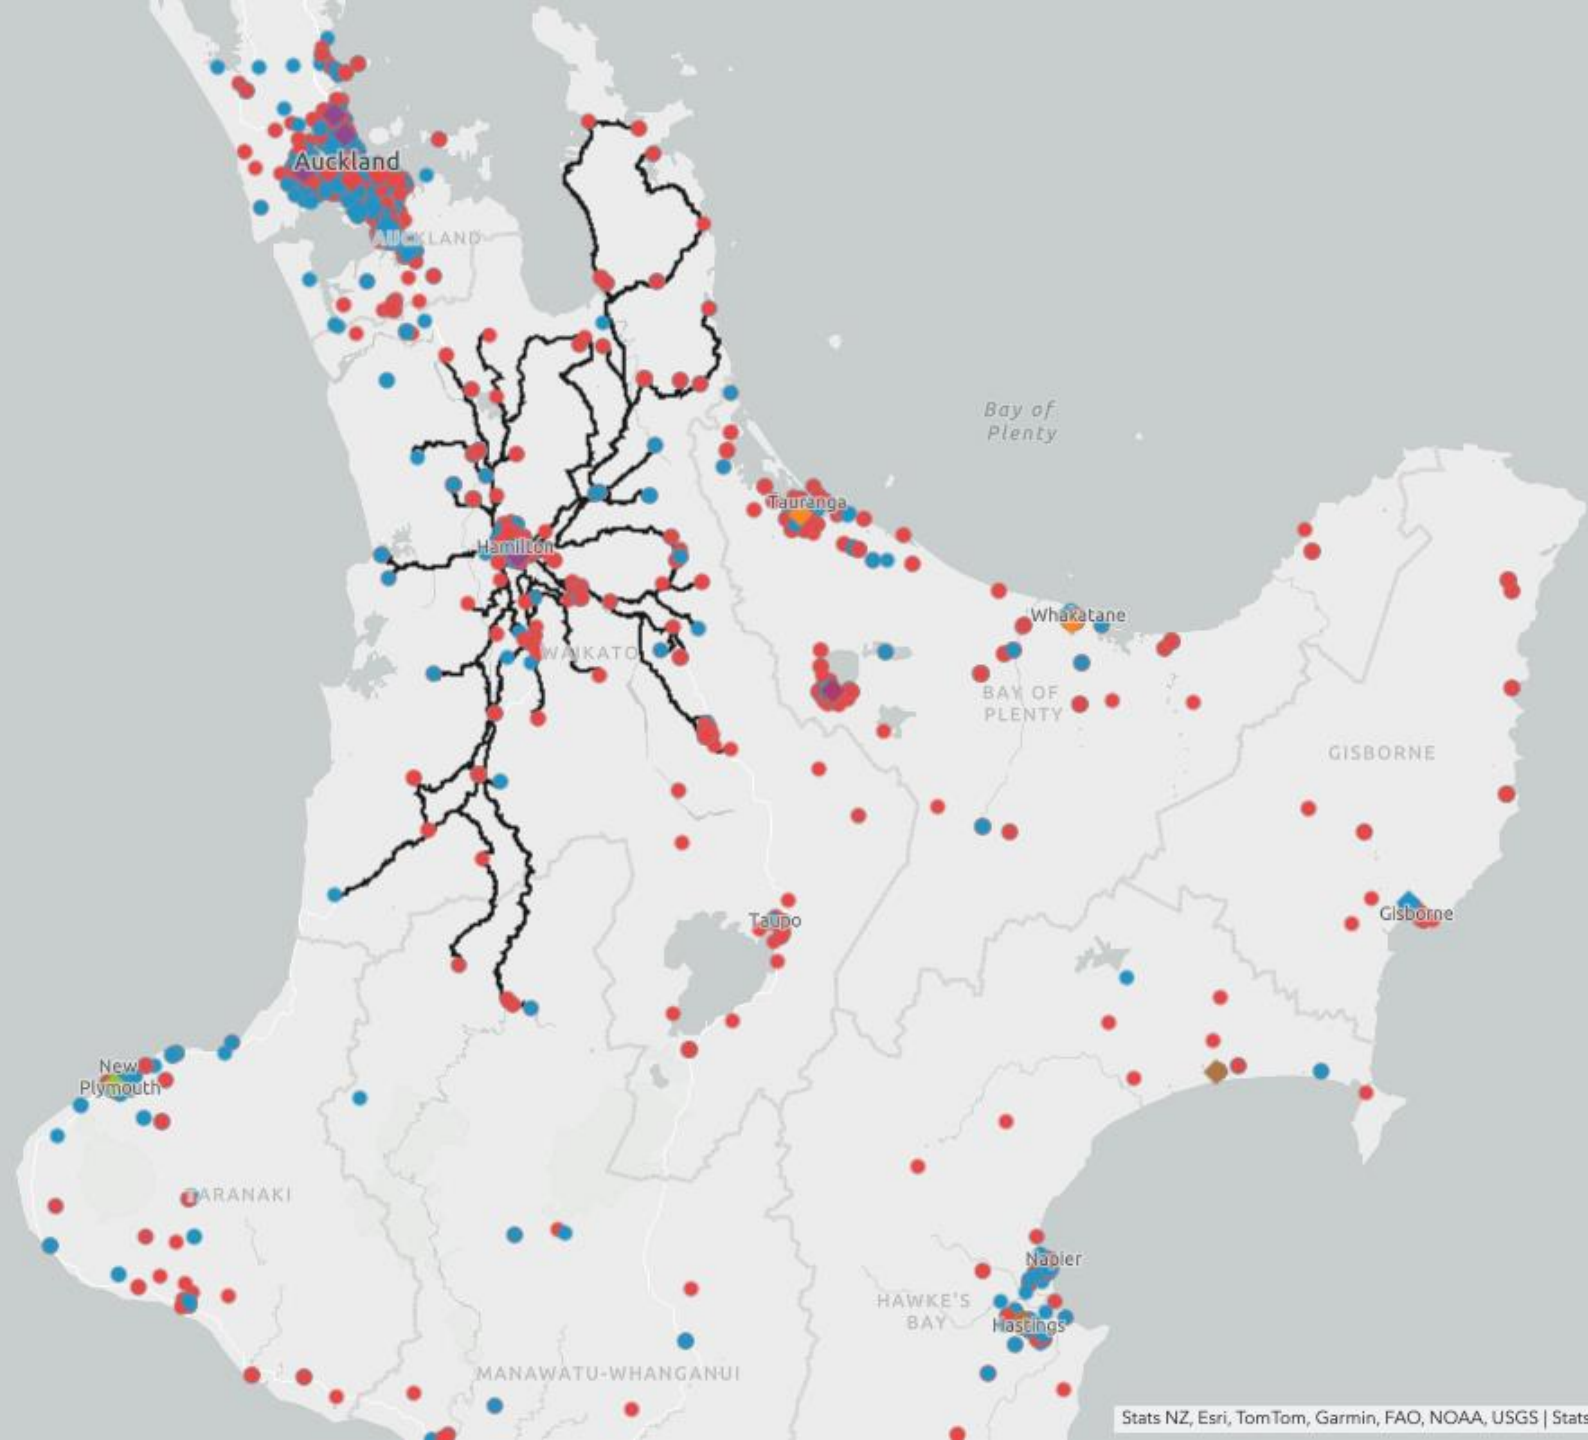 Auckland
AUCKLAND
Bay of
Plenty
Tauranga
Hamilton
Whakatane
WAIKATO
BAY OF
PLENTY
GISBORNE
Taupo
Gisborne
New
Plymouth
TARANAKI
Napier
HAWKE'S
BAY
Hastings
MANAWATU-WHANGANUI
Stats NZ, Esri, TomTom, Garmin, FAO, NOAA, USGS | Stats